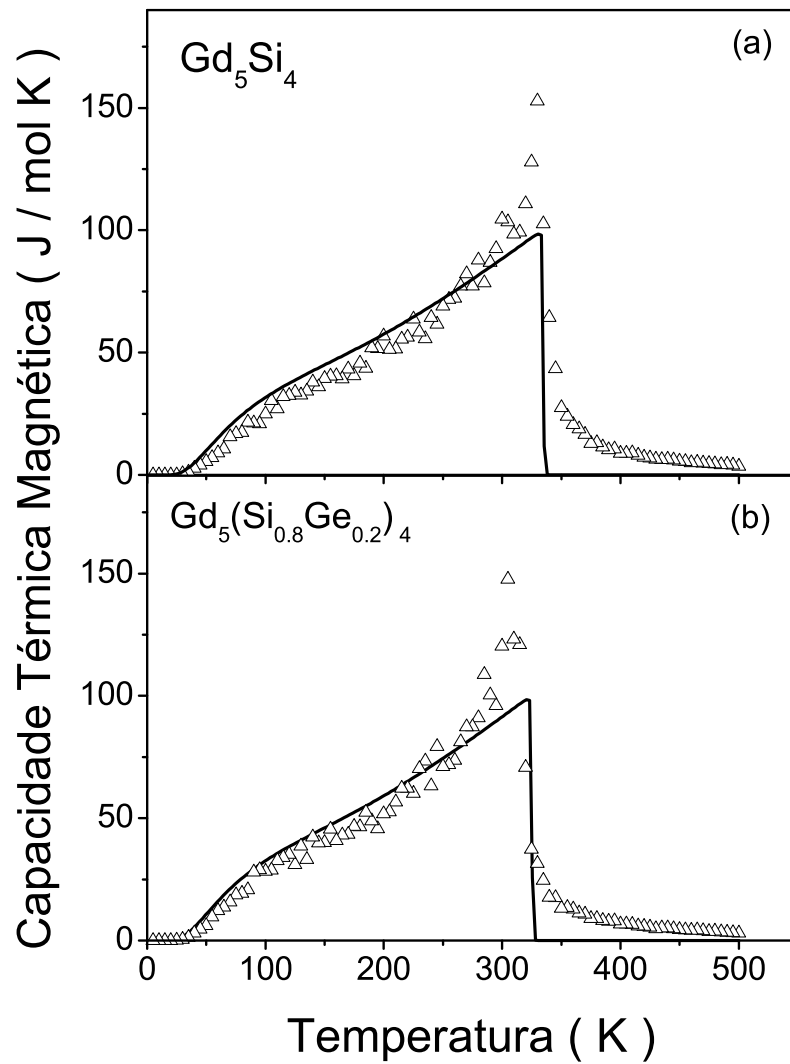 Capacidade Térmica Magnética ( J / mol K )
Gd₅Si₄
(a)
150
100
50
0
Gd₅(Si₀.₈Ge₀.₂)₄
(b)
150
100
50
0
0 100 200 300 400 500
Temperatura ( K )